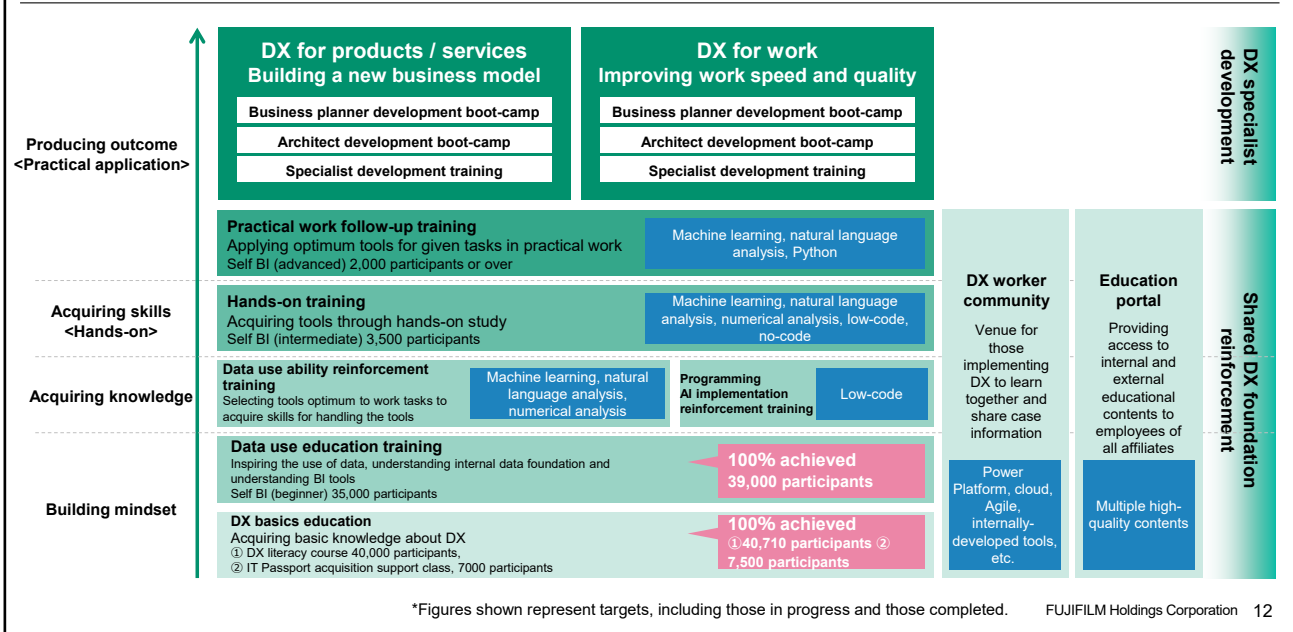 DX for products / services
Building a new business model
Business planner development boot-camp
Architect development boot-camp
Specialist development training
DX for work
Improving work speed and quality
Business planner development boot-camp
Architect development boot-camp
Specialist development training
DX specialist
development
Producing outcome
<Practical application>
Practical work follow-up training
Applying optimum tools for given tasks in practical work
Self BI (advanced) 2,000 participants or over
Machine learning, natural language
analysis, Python
Acquiring skills
<Hands-on>
Hands-on training
Acquiring tools through hands-on study
Self BI (intermediate) 3,500 participants
Machine learning, natural language
analysis, numerical analysis, low-code,
no-code
Acquiring knowledge
Data use ability reinforcement
training
Selecting tools optimum to work tasks to
acquire skills for handling the tools
Machine learning, natural
language analysis,
numerical analysis
Programming
AI implementation
reinforcement training
Low-code
Building mindset
Data use education training
Inspiring the use of data, understanding internal data foundation and
understanding BI tools
Self BI (beginner) 35,000 participants
100% achieved
39,000 participants
DX basics education
Acquiring basic knowledge about DX
① DX literacy course 40,000 participants,
② IT Passport acquisition support class, 7000 participants
100% achieved
①40,710 participants ②
7,500 participants
DX worker
community
Venue for
those
implementing
DX to learn
together and
share case
information
Power
Platform, cloud,
Agile,
internally-
developed tools,
etc.
Education
portal
Providing
access to
internal and
external
educational
contents to
employees of
all affiliates
Multiple high-
quality contents
Shared DX foundation
reinforcement
*Figures shown represent targets, including those in progress and those completed.
FUJIFILM Holdings Corporation 12